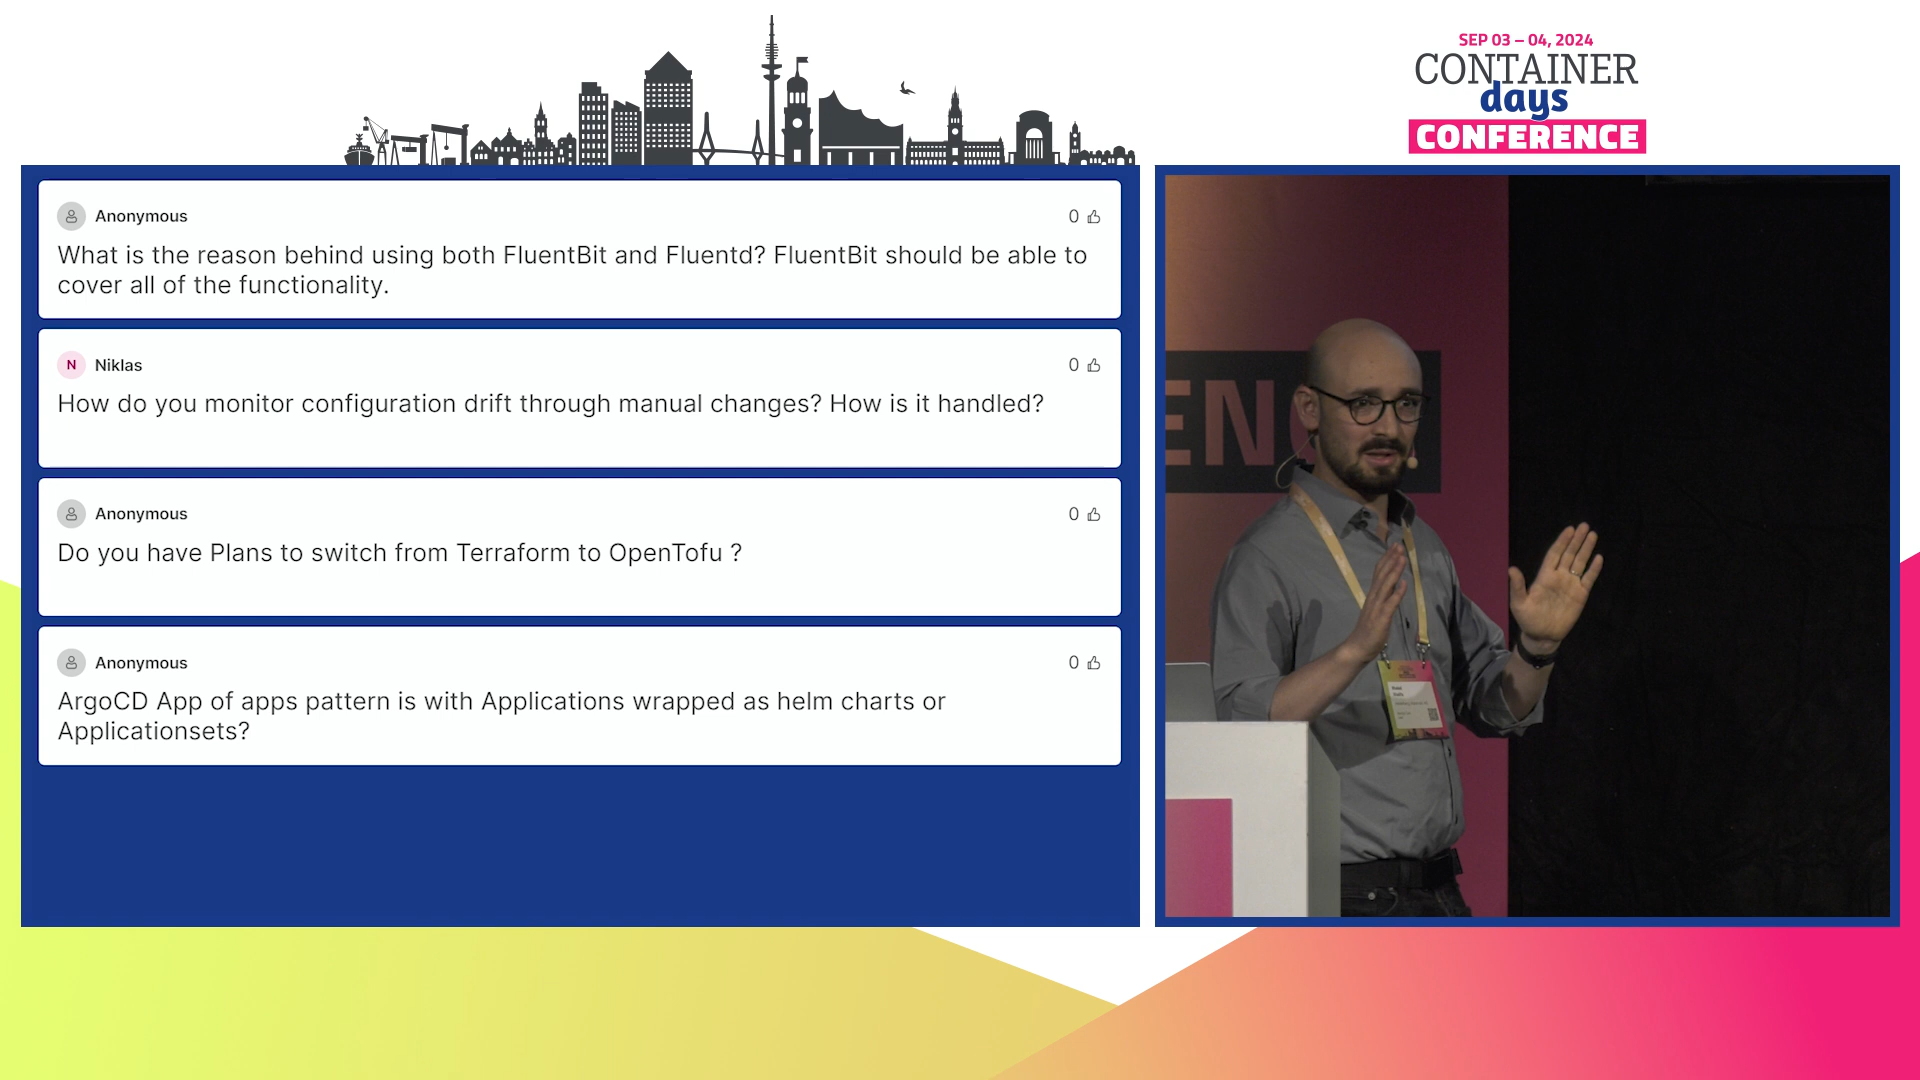 SEP 03 – 04, 2024
CONTAINER
days
CONFERENCE
Anonymous
0
What is the reason behind using both FluentBit and Fluentd? FluentBit should be able to
cover all of the functionality.
N Niklas
0
How do you monitor configuration drift through manual changes? How is it handled?
Anonymous
0
Do you have Plans to switch from Terraform to OpenTofu ?
Anonymous
0
ArgoCD App of apps pattern is with Applications wrapped as helm charts or
Applicationsets?
EN